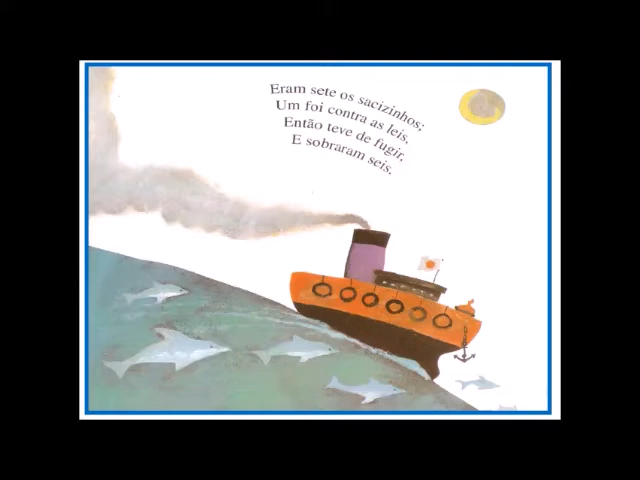 Eram sete os sacizinhos;
Um foi contra as leis,
Então teve de fugir,
E sobraram seis.